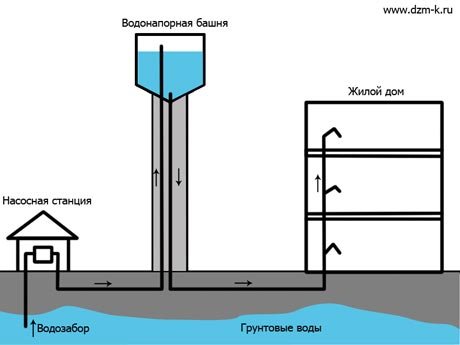 www.dzm-k.ru
Водонапорная башня
Жилой дом
Насосная станция
Водозабор
Грунтовые воды